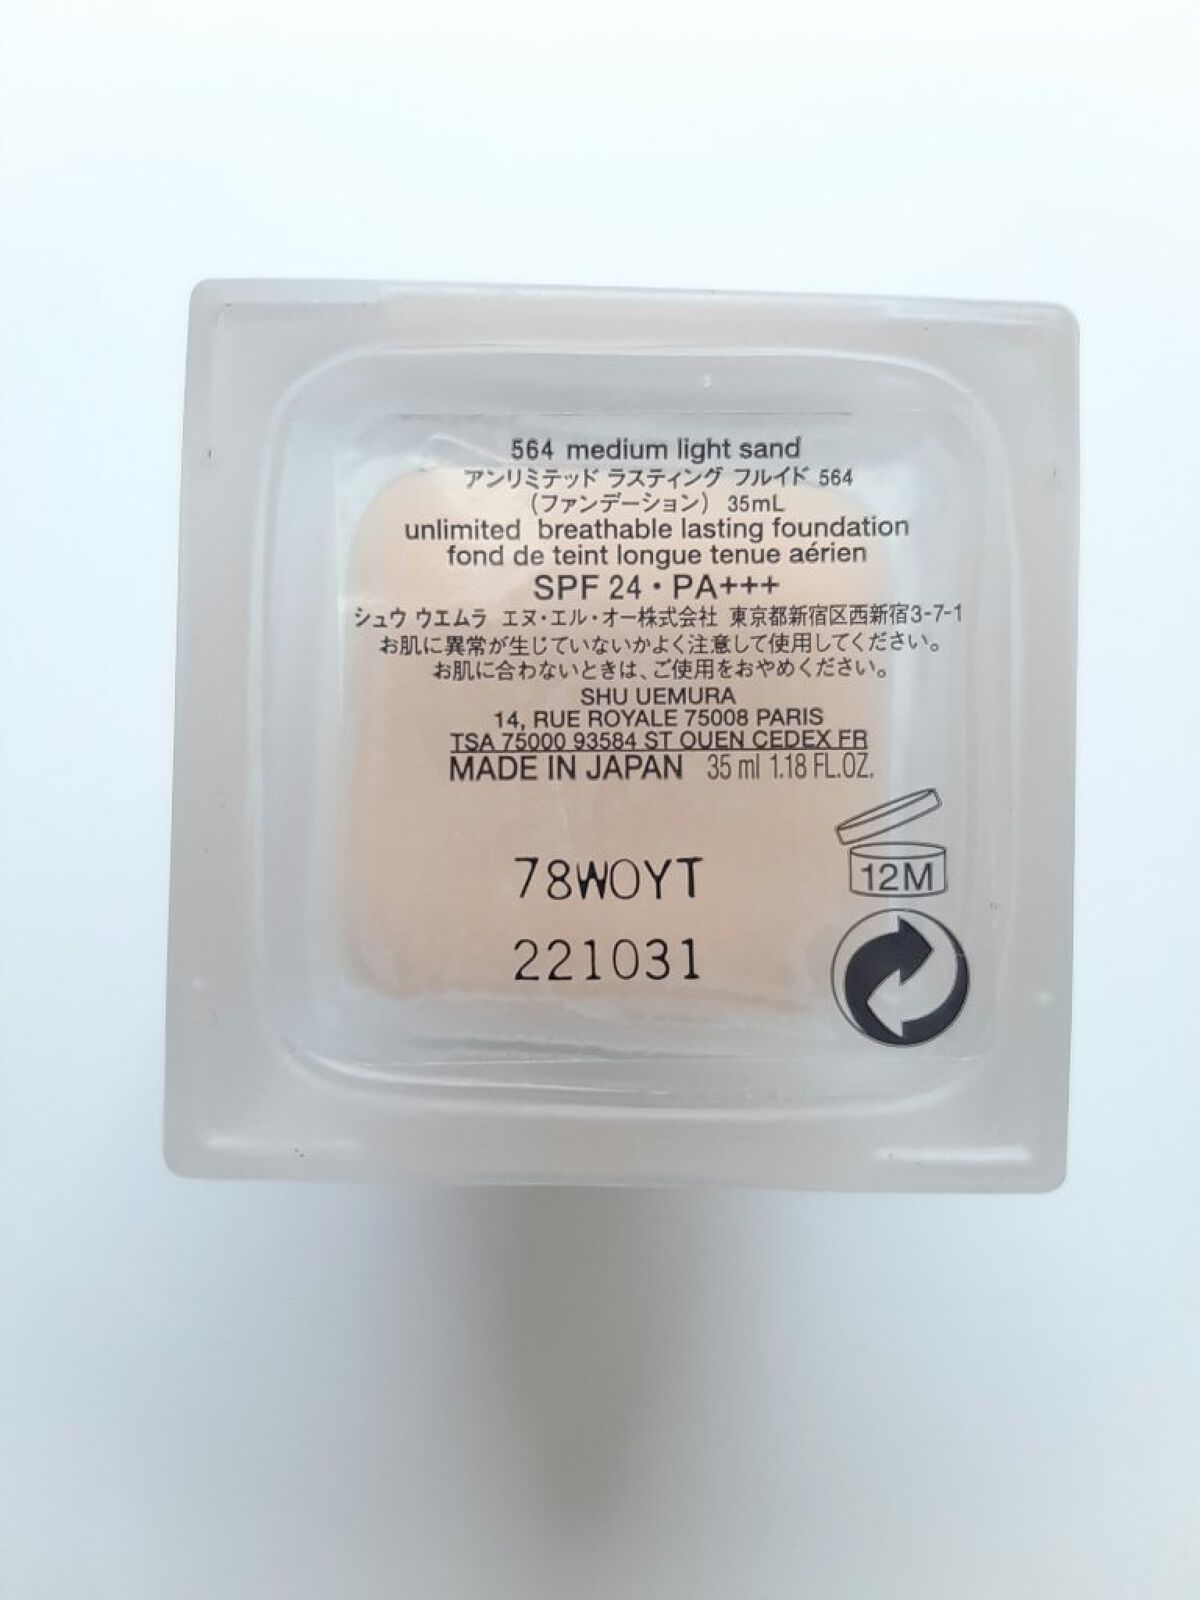 564 medium light sand
アンリミテッド ラスティング フルイド 564
(ファンデーション) 35mL
unlimited breathable lasting foundation
fond de teint longue tenue aérien
SPF 24・PA+++
シュウ ウエムラ エヌ・エル・オー株式会社 東京都新宿区西新宿3-7-1
お肌に異常が生じていないかよく注意して使用してください。
お肌に合わないときは、ご使用をおやめください。
SHU UEMURA
14, RUE ROYALE 75008 PARIS
TSA 75000 93584 ST OUEN CEDEX FR
MADE IN JAPAN 35 ml 1.18 FL.OZ.
12M
78W0YT
221031